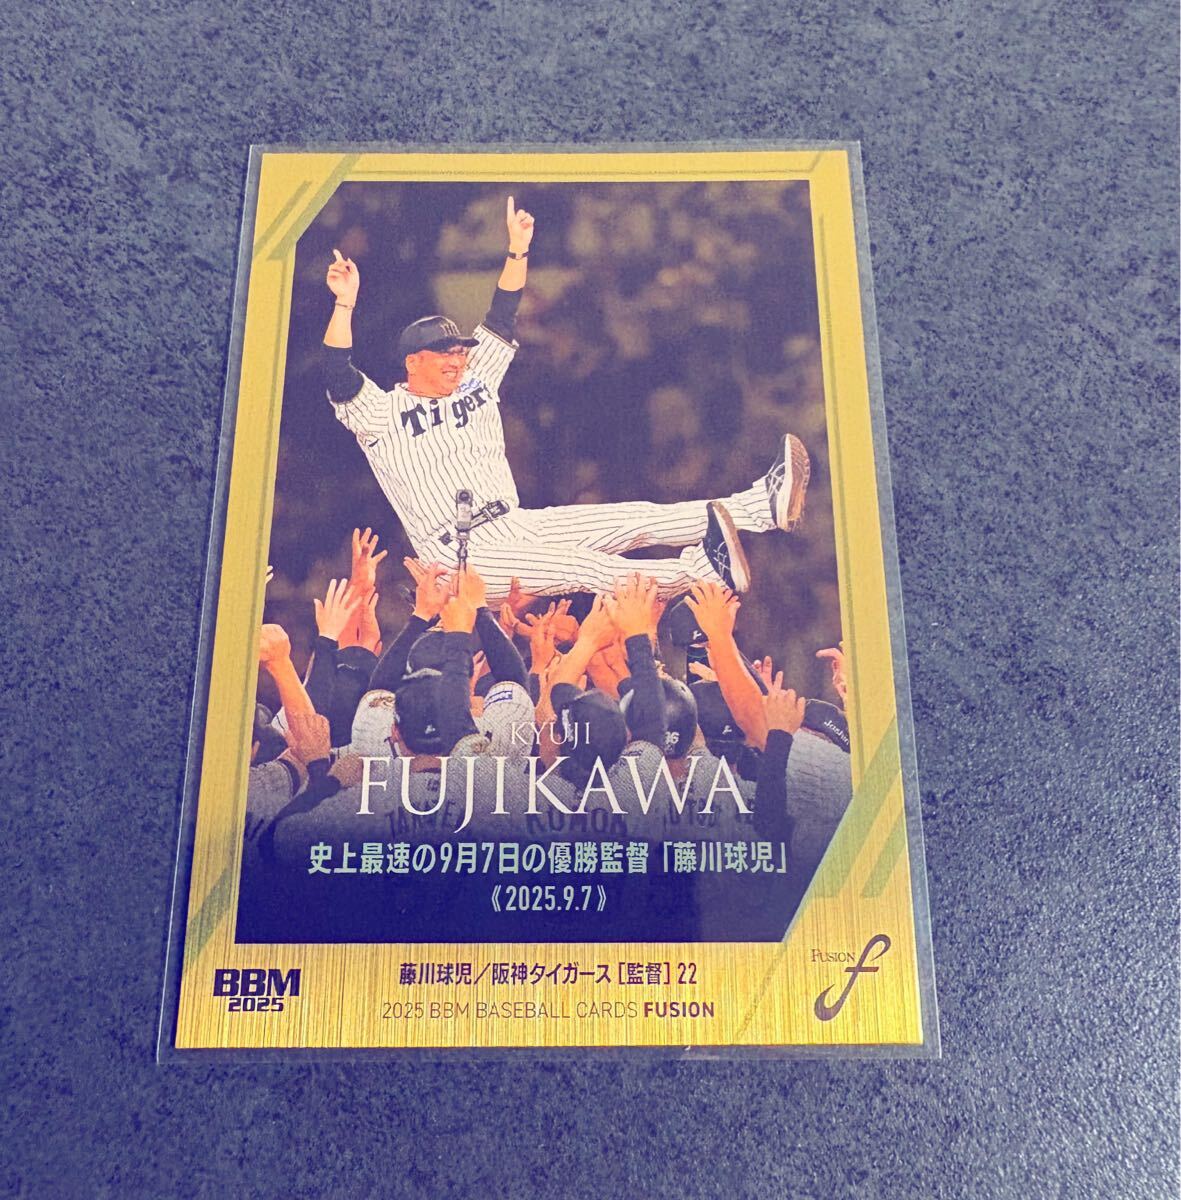 Tigers
KYUJI
FUJIKAWA
史上最速の9月7日の優勝監督「藤川球児」
《2025.9.7》
藤川球児／阪神タイガース［監督］22
2025 BBM BASEBALL CARDS FUSION
BBM
2025
FUSION
f